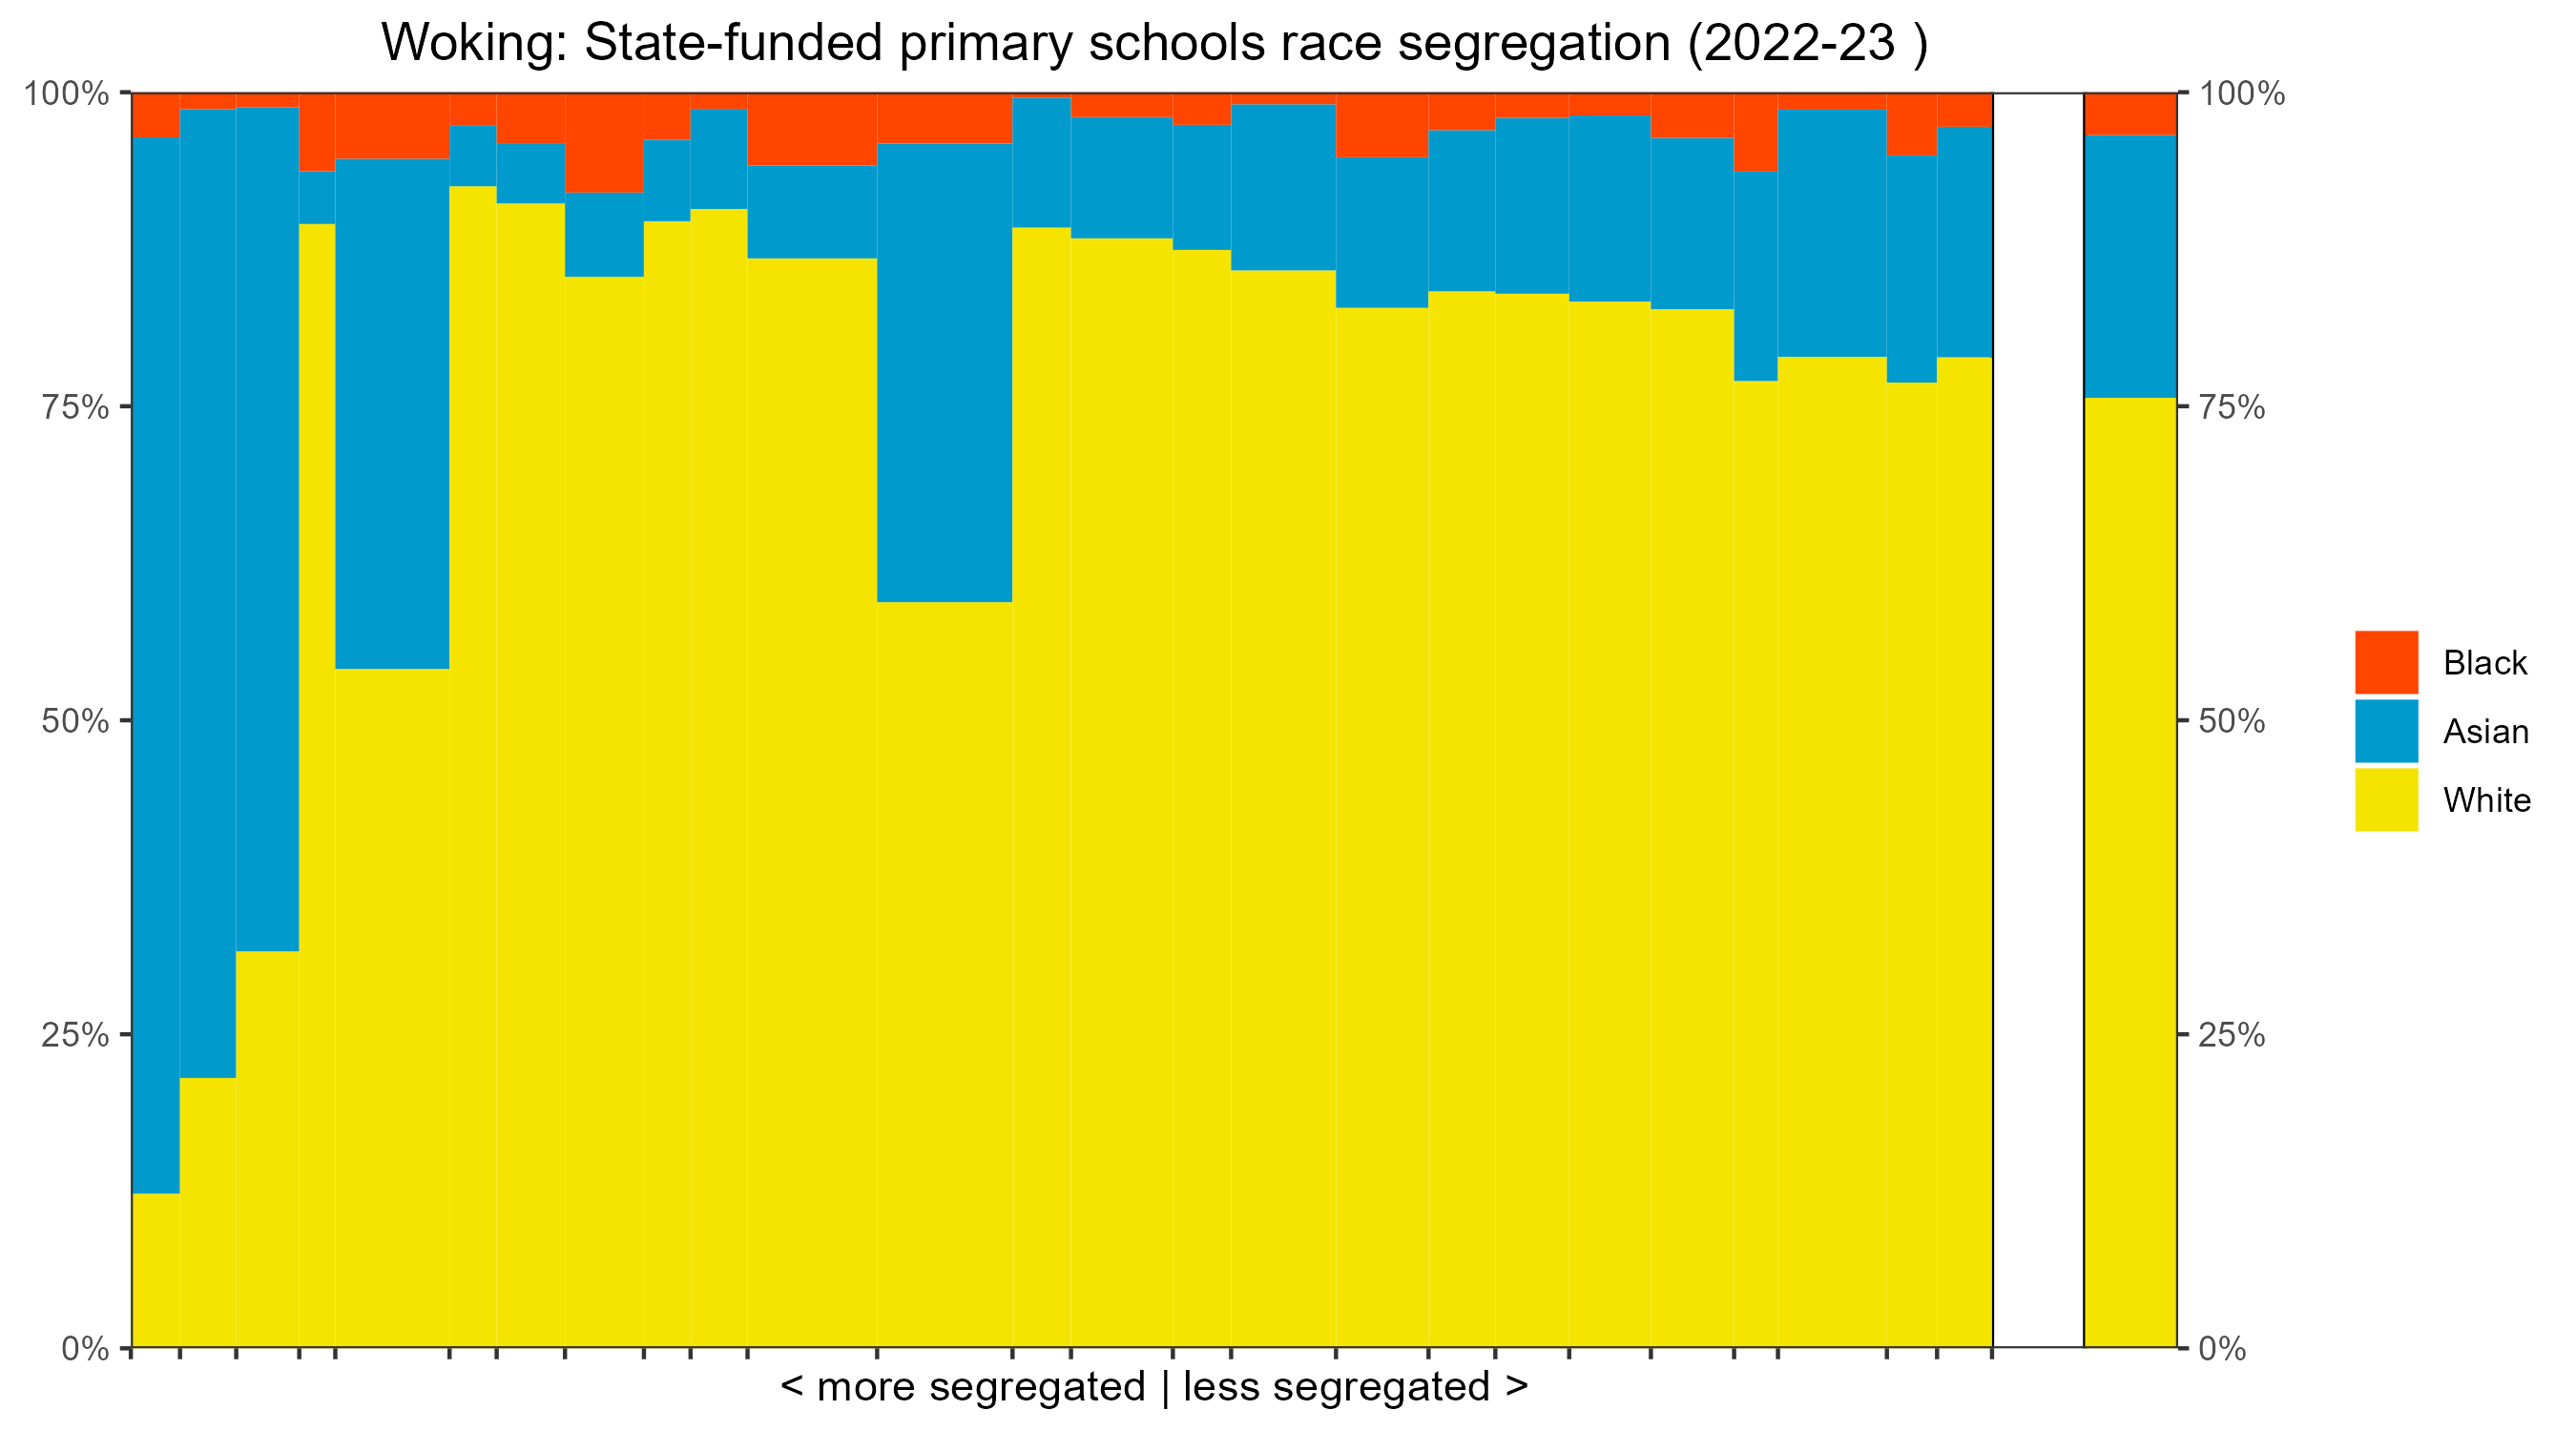 Woking: State-funded primary schools race segregation (2022-23 )
100%
75%
50%
25%
0%
100%
75%
50%
25%
0%
Black
Asian
White
< more segregated | less segregated >